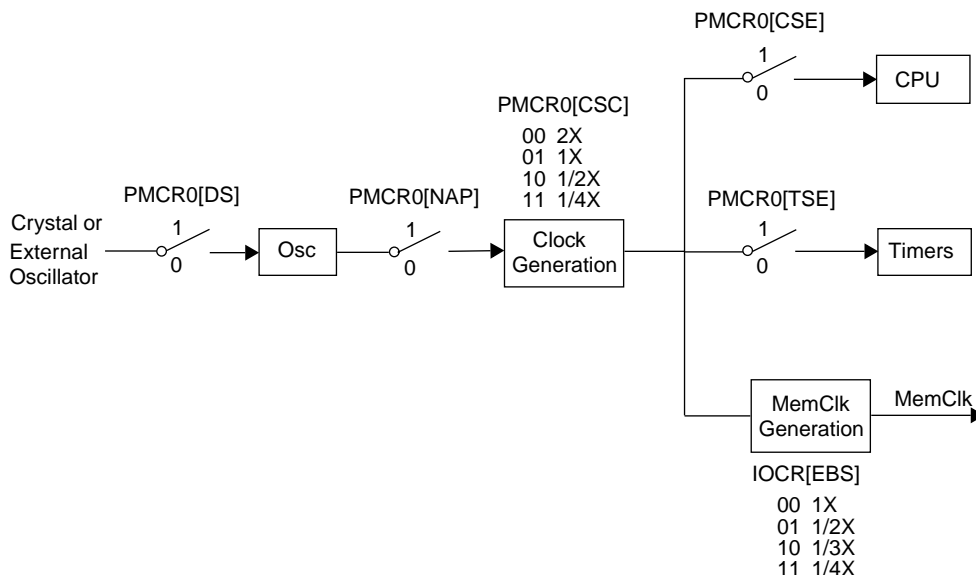 PMCR0[CSE]
1
0
CPU
PMCR0[CSC]
00 2X
01 1X
10 1/2X
11 1/4X
PMCR0[DS]
1
0
PMCR0[NAP]
1
0
PMCR0[TSE]
1
0
Crystal or
External
Oscillator
Osc
Clock
Generation
Timers
MemClk
Generation
MemClk
IOCR[EBS]
00 1X
01 1/2X
10 1/3X
11 1/4X